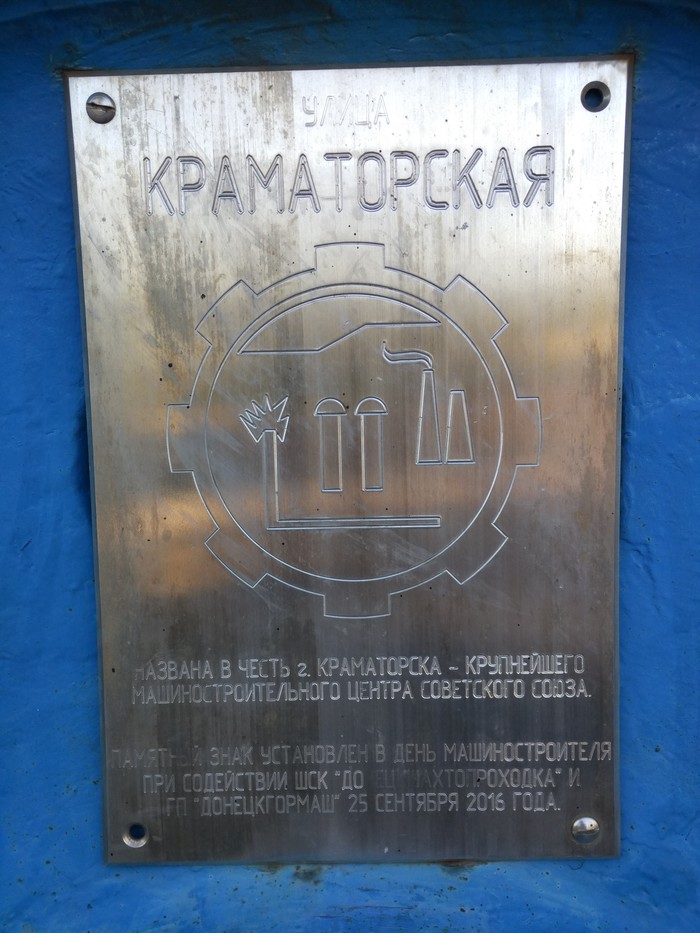 УЛИЦА
КРАМАТОРСКАЯ
НАЗВАНА В ЧЕСТЬ г. КРАМАТОРСКА - КРУПНЕЙШЕГО
МАШИНОСТРОИТЕЛЬНОГО ЦЕНТРА СОВЕТСКОГО СОЮЗА.
ПАМЯТНЫЙ ЗНАК УСТАНОВЛЕН В ДЕНЬ МАШИНОСТРОИТЕЛЯ
ПРИ СОДЕЙСТВИИ ШСК И
ГП "ДОНЕЦКГОРМАШ" 25 СЕНТЯБРЯ 2016 ГОДА.